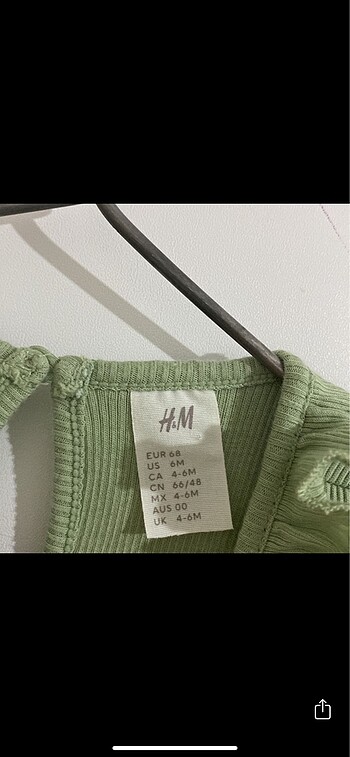 H&M
EUR 68
US 6M
CA 4-6M
CN 66/48
MX 4-6M
AUS 00
UK 4-6M